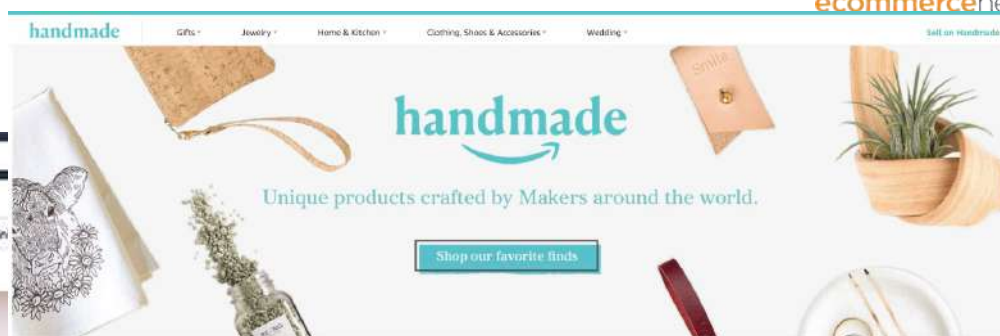 handmade
Gifts
Jewelry
Home & Kitchen
Clothing, Shoes & Accessories
Wedding
Sell on Handmade
Smile
handmade
Unique products crafted by Makers around the world.
Shop our favorite finds